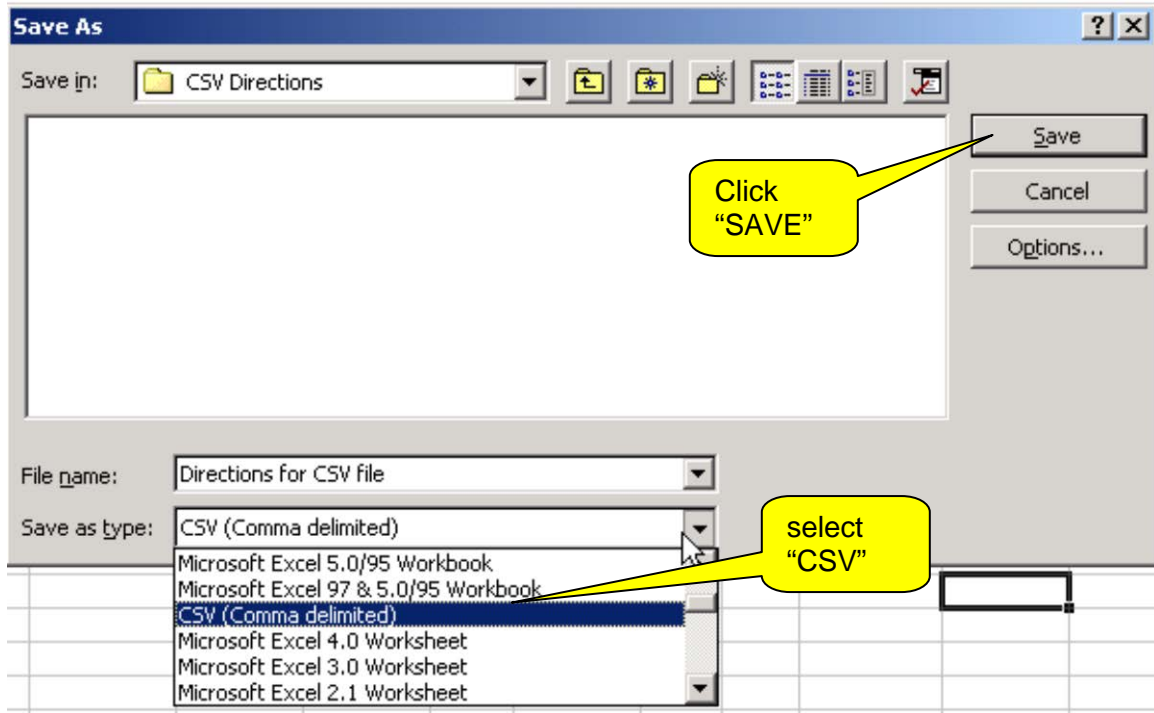 Save As
Save in:
CSV Directions
Save
Click
“SAVE”
Cancel
Options...
File name:
Directions for CSV file
Save as type:
CSV (Comma delimited)
select
“CSV”
Microsoft Excel 5.0/95 Workbook
Microsoft Excel 97 & 5.0/95 Workbook
CSV (Comma delimited)
Microsoft Excel 4.0 Worksheet
Microsoft Excel 3.0 Worksheet
Microsoft Excel 2.1 Worksheet